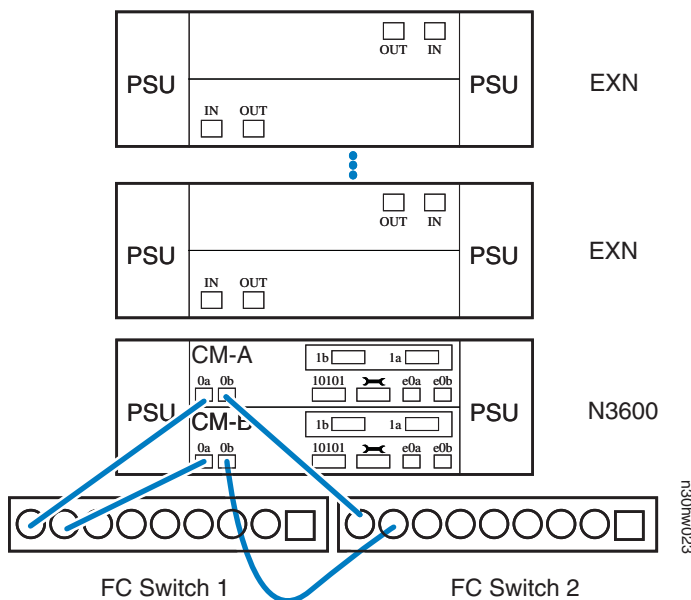 OUT IN
PSU PSU EXN
IN OUT
OUT IN
PSU PSU EXN
IN OUT
CM-A 1b 1a
0a 0b 10101 e0a e0b
PSU PSU N3600
CM-B 1b 1a
0a 0b 10101 e0a e0b
FC Switch 1 FC Switch 2
n30hw023